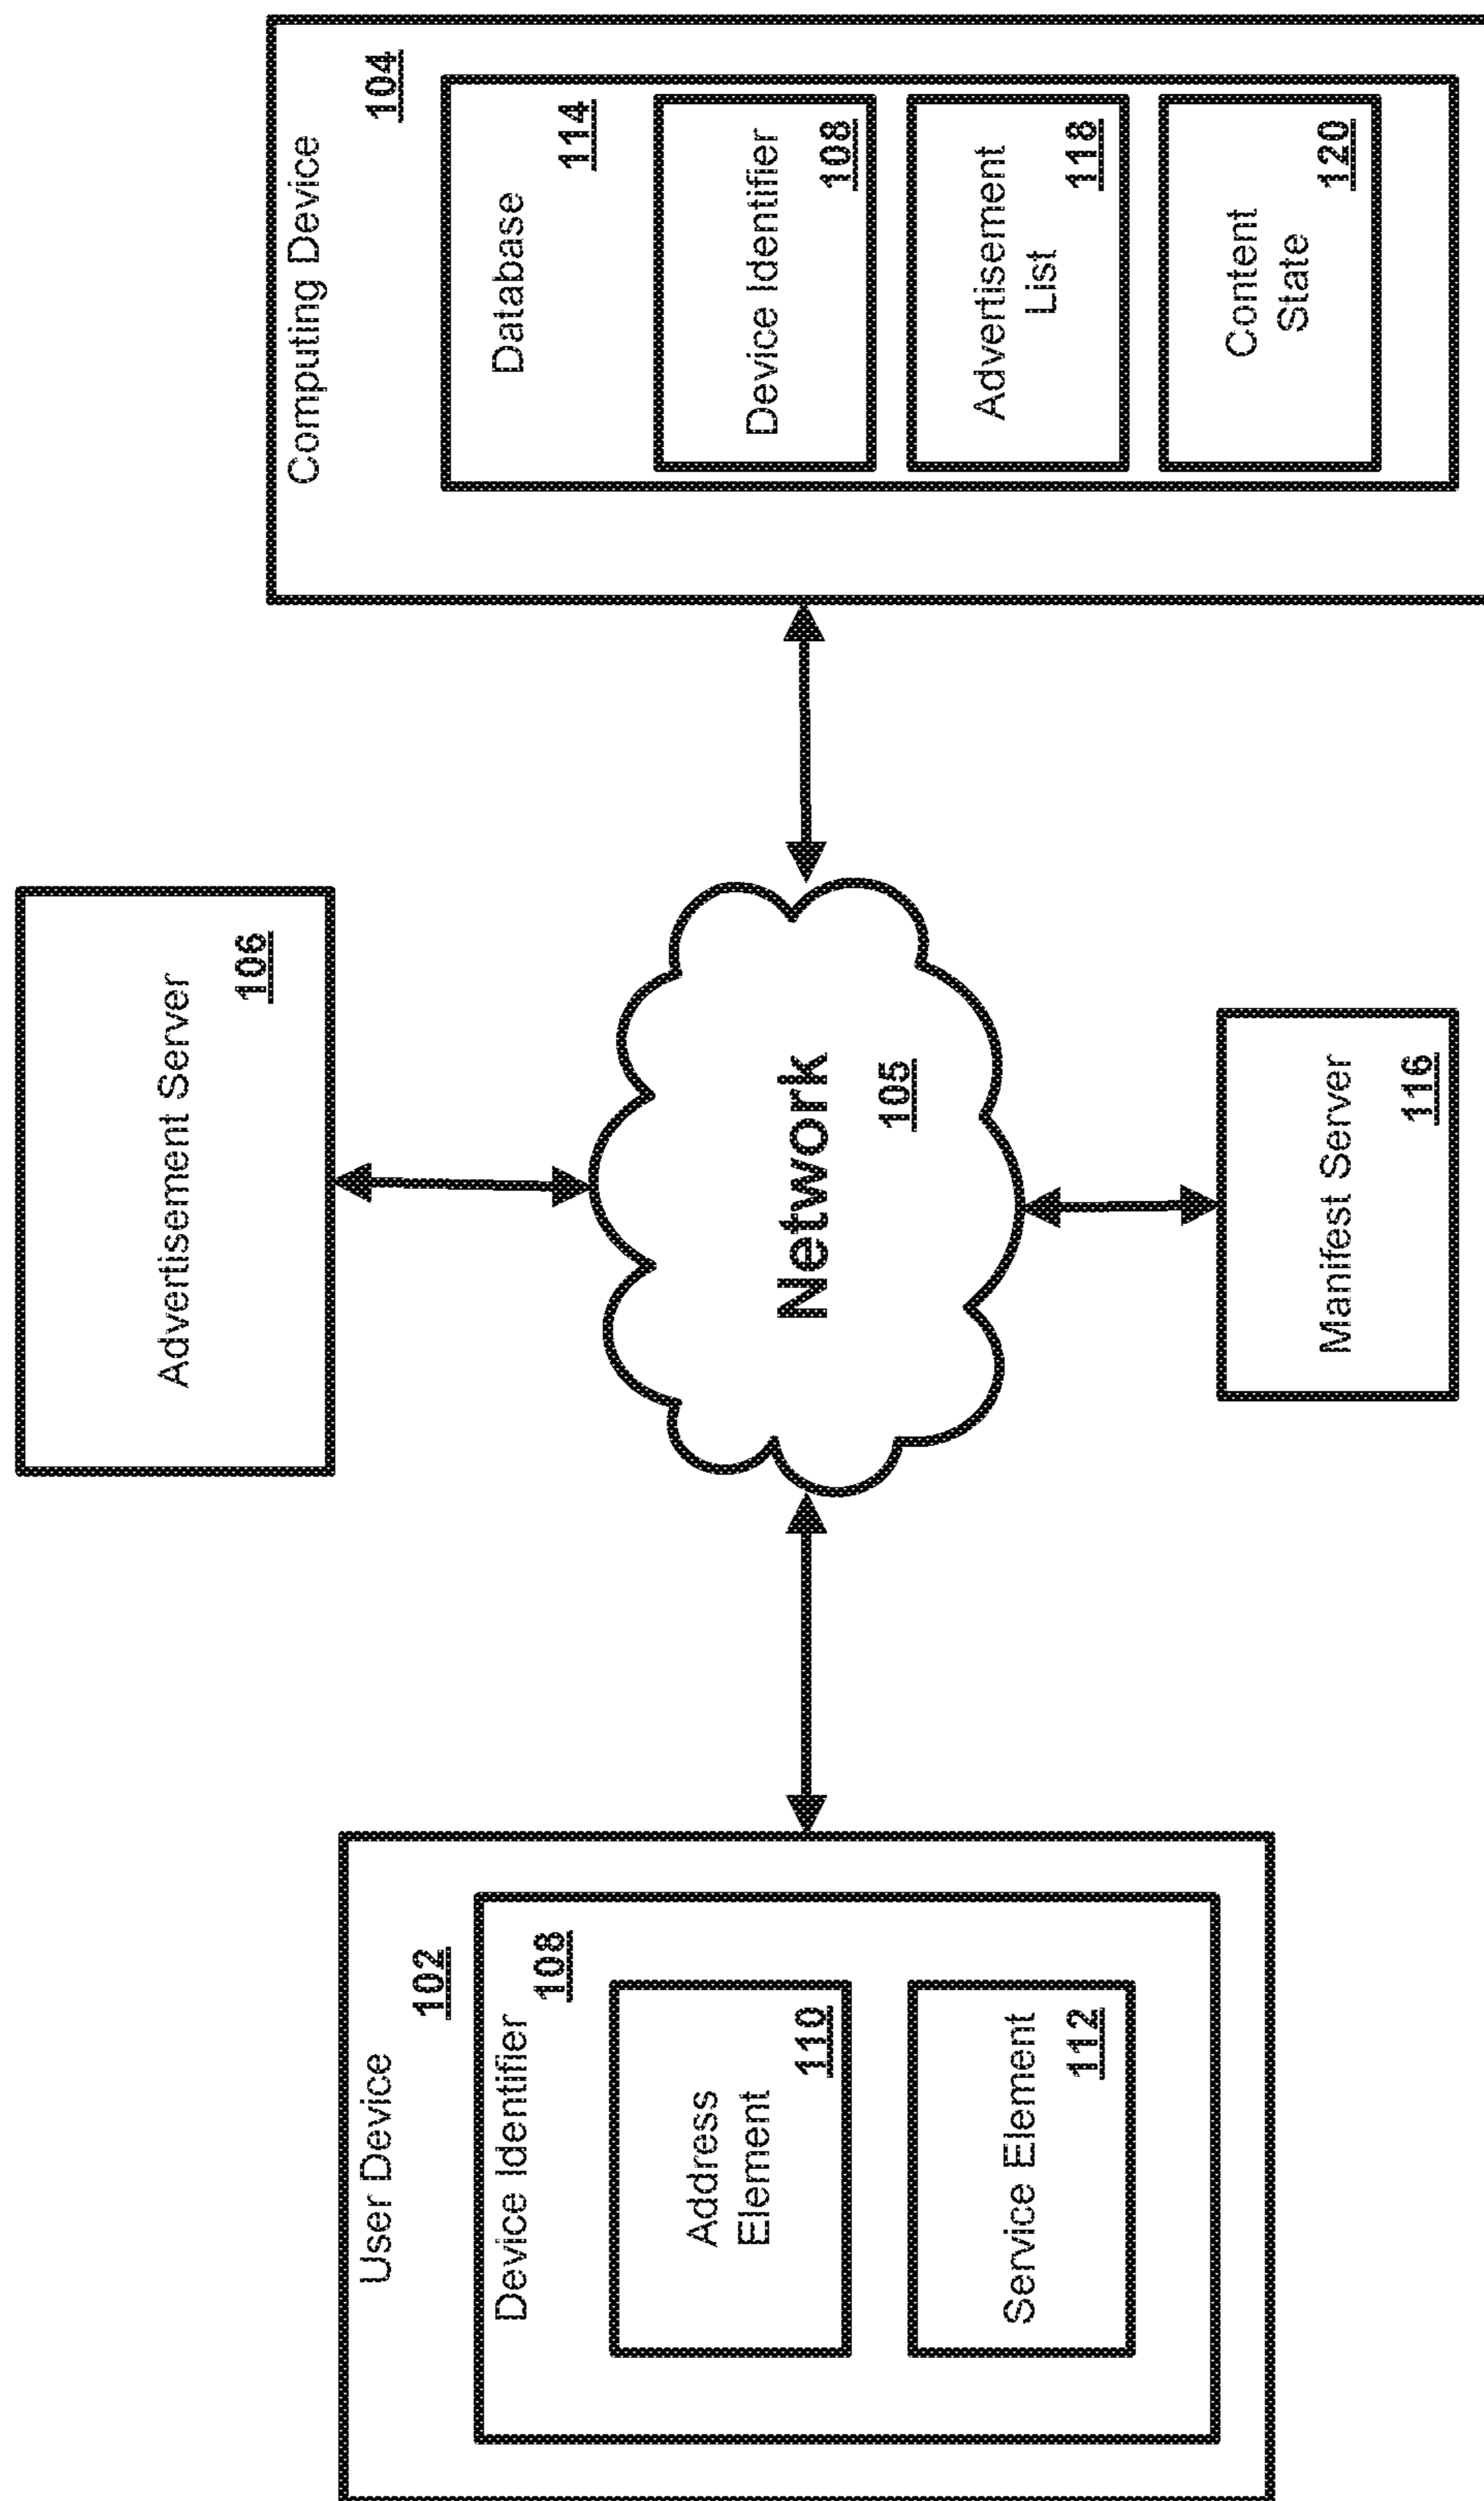 User Device
102
Device Identifier
108
Address
Element
110
Service Element
112
Advertisement Server
106
Network
105
Manifest Server
116
Computing Device
104
Database
114
Device Identifier
108
Advertisement
List
118
Content
State
120